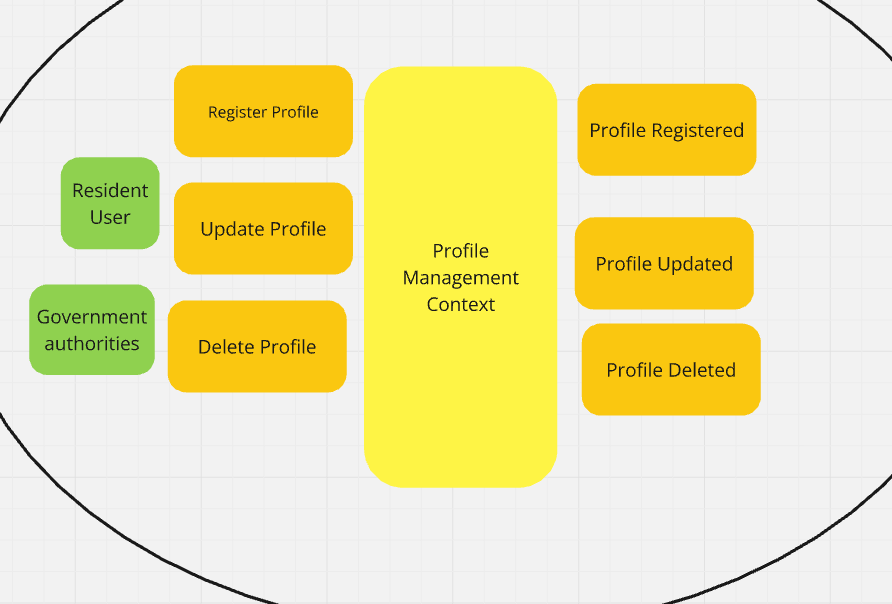 Register Profile
Resident
User
Update Profile
Government
authorities
Delete Profile
Profile
Management
Context
Profile Registered
Profile Updated
Profile Deleted